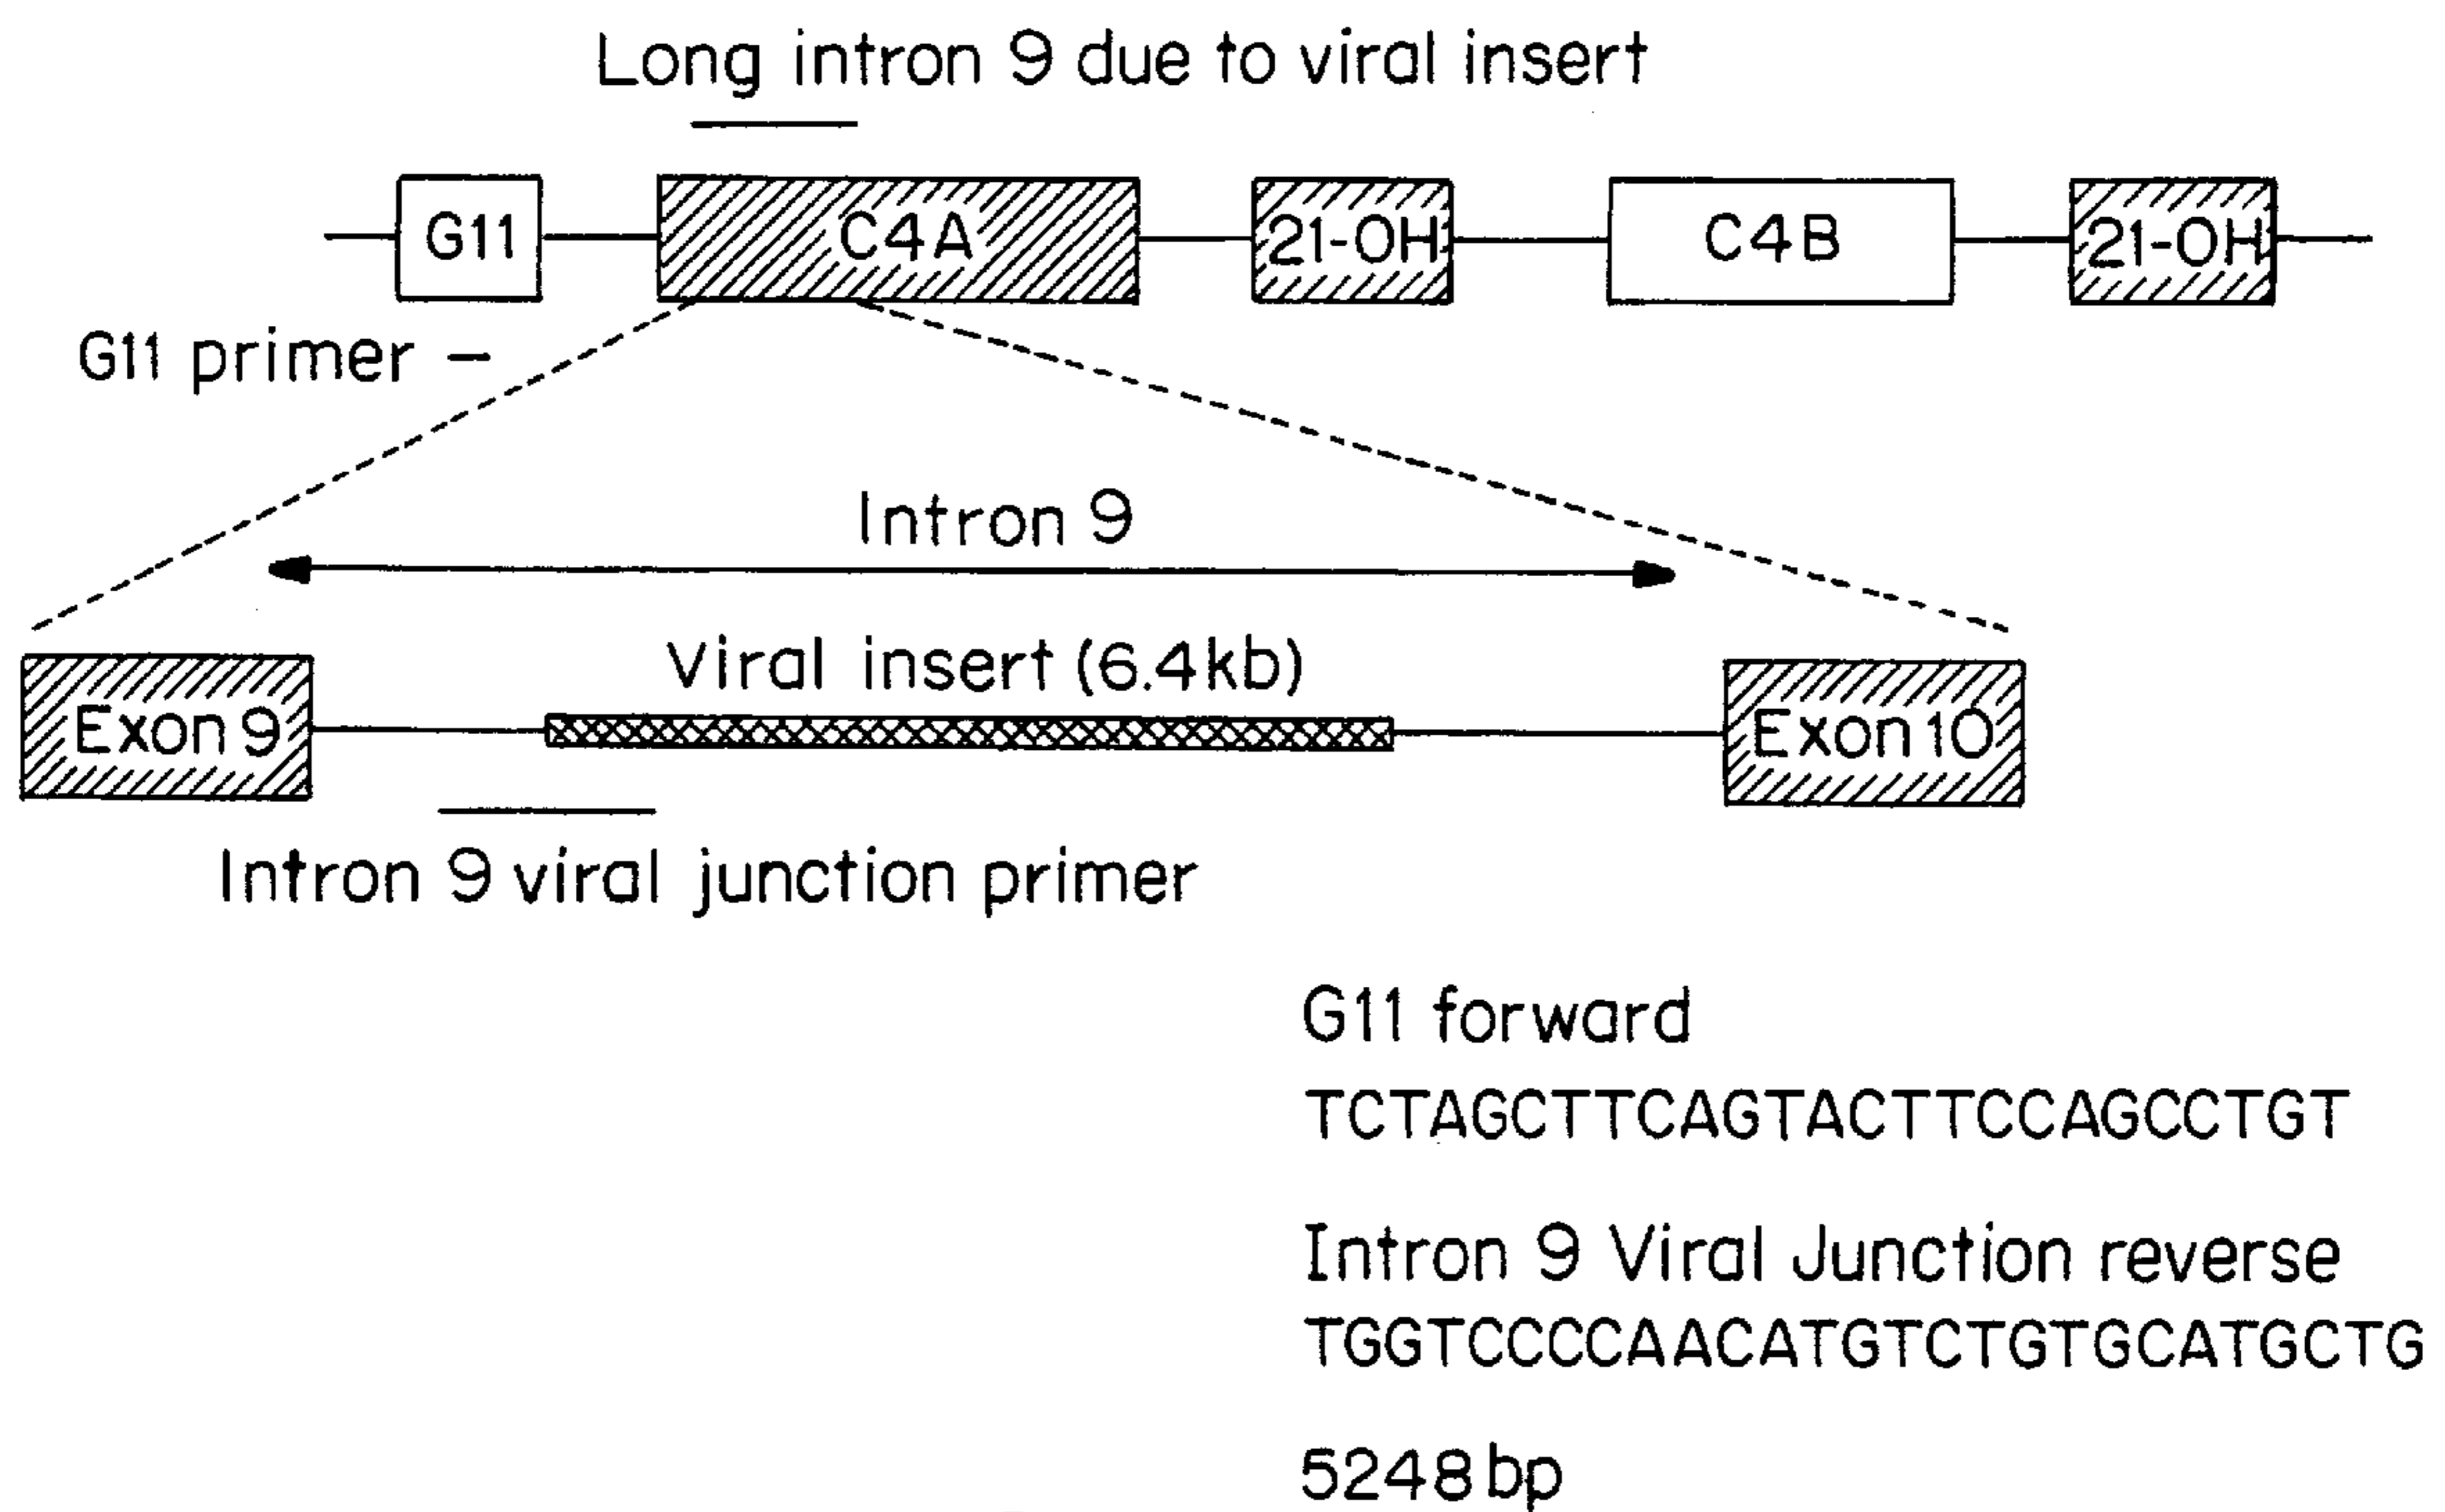 Long intron 9 due to viral insert
G11 C4A 21-OH C4B 21-OH
G11 primer
Intron 9
Viral insert (6.4kb)
Exon 9 Exon 10
Intron 9 viral junction primer
G11 forward
TCTAGCTTCAGTACTTCCAGCCTGT
Intron 9 Viral Junction reverse
TGGTCCCCAACATGTCTGTGCATGCTG
5248bp